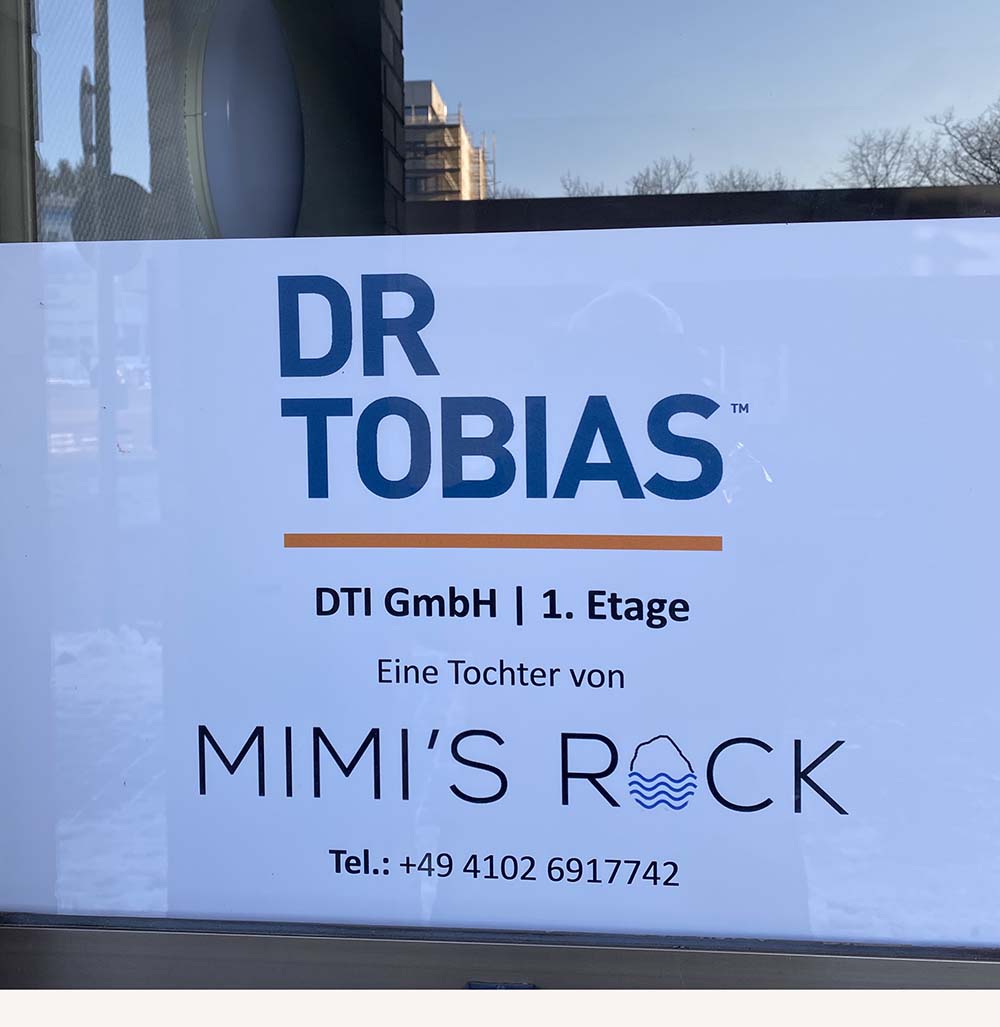 DR
TOBIAS™
DTI GmbH | 1. Etage
Eine Tochter von
MIMI'S ROCK
Tel.: +49 4102 6917742